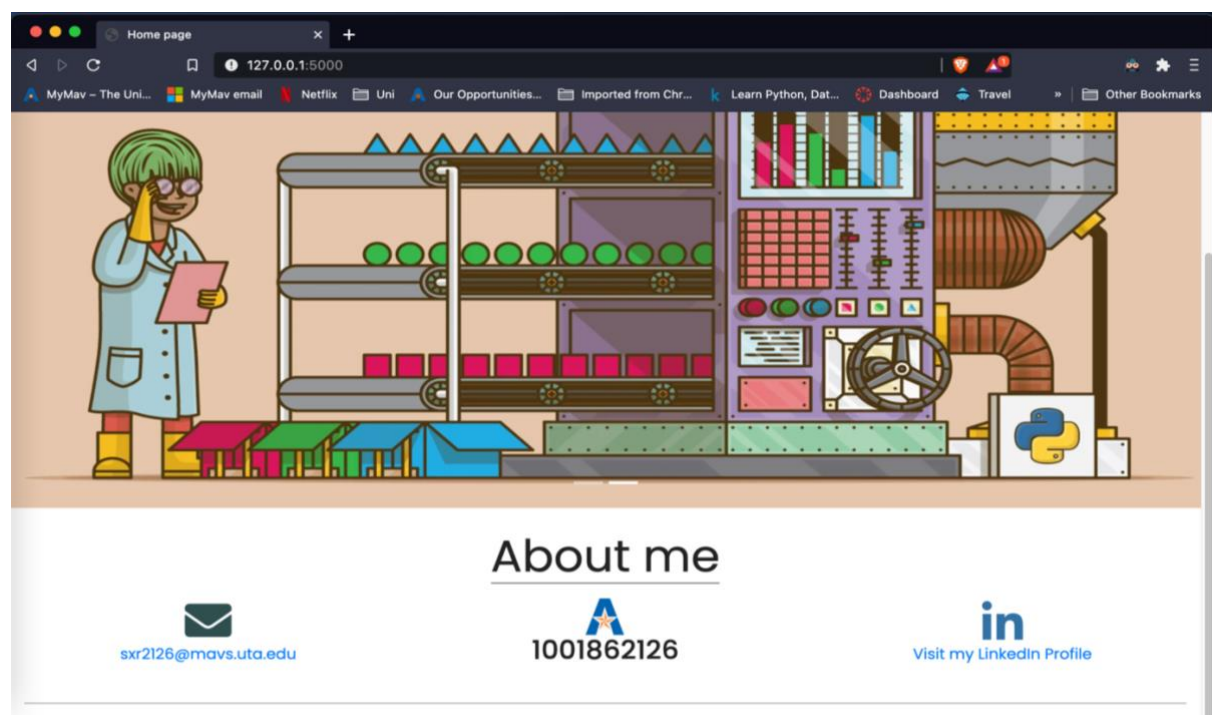 Home page
127.0.0.1:5000
MyMav – The Uni... MyMav email Netflix Uni Our Opportunities... Imported from Chr... Learn Python, Dat... Dashboard Travel » Other Bookmarks
About me
sxr2126@mavs.uta.edu
1001862126
in
Visit my LinkedIn Profile